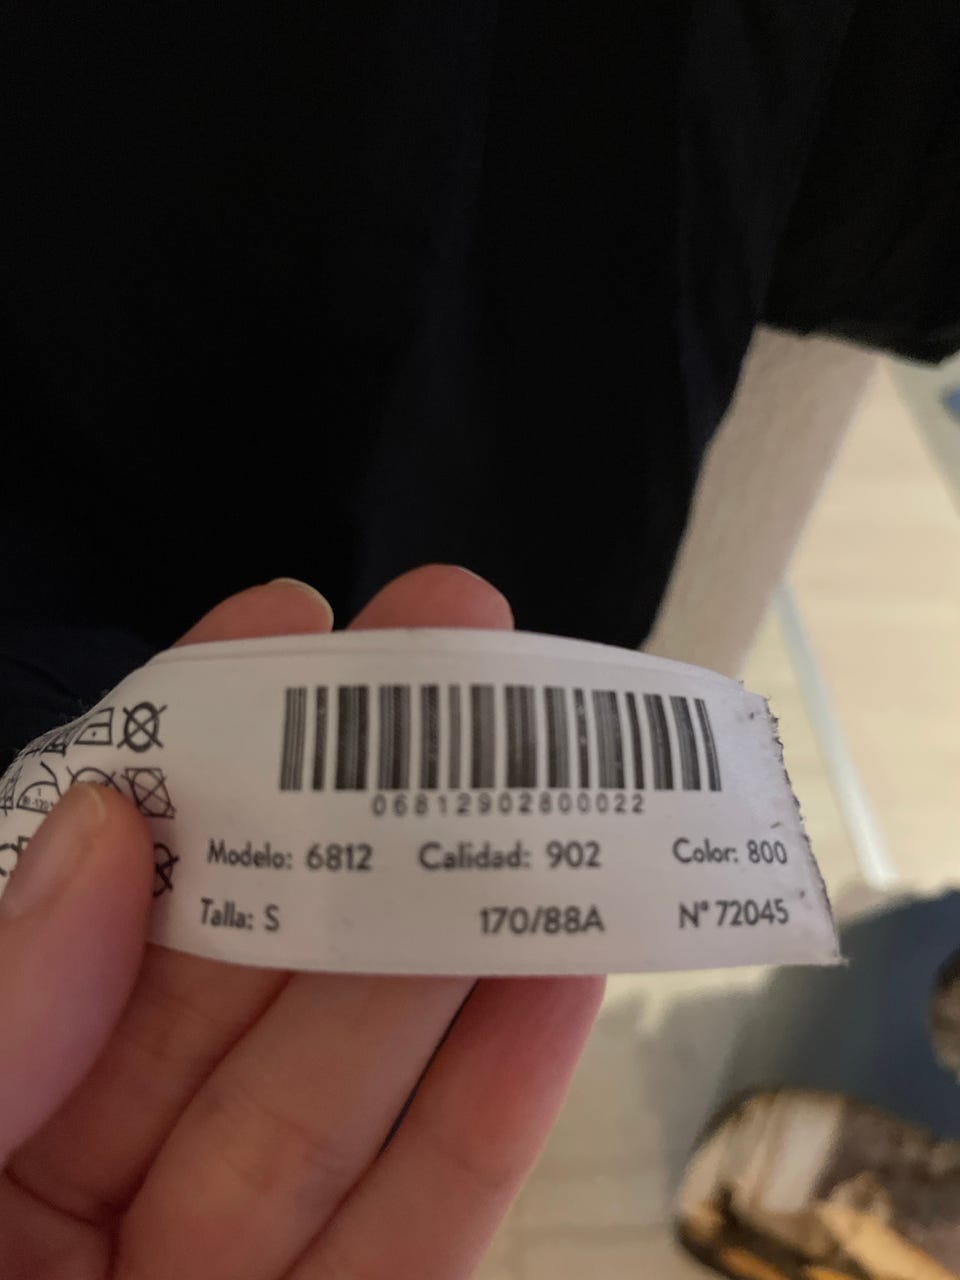 06812902800022
Modelo: 6812 Calidad: 902 Color: 800
Talla: S 170/88A Nº 72045